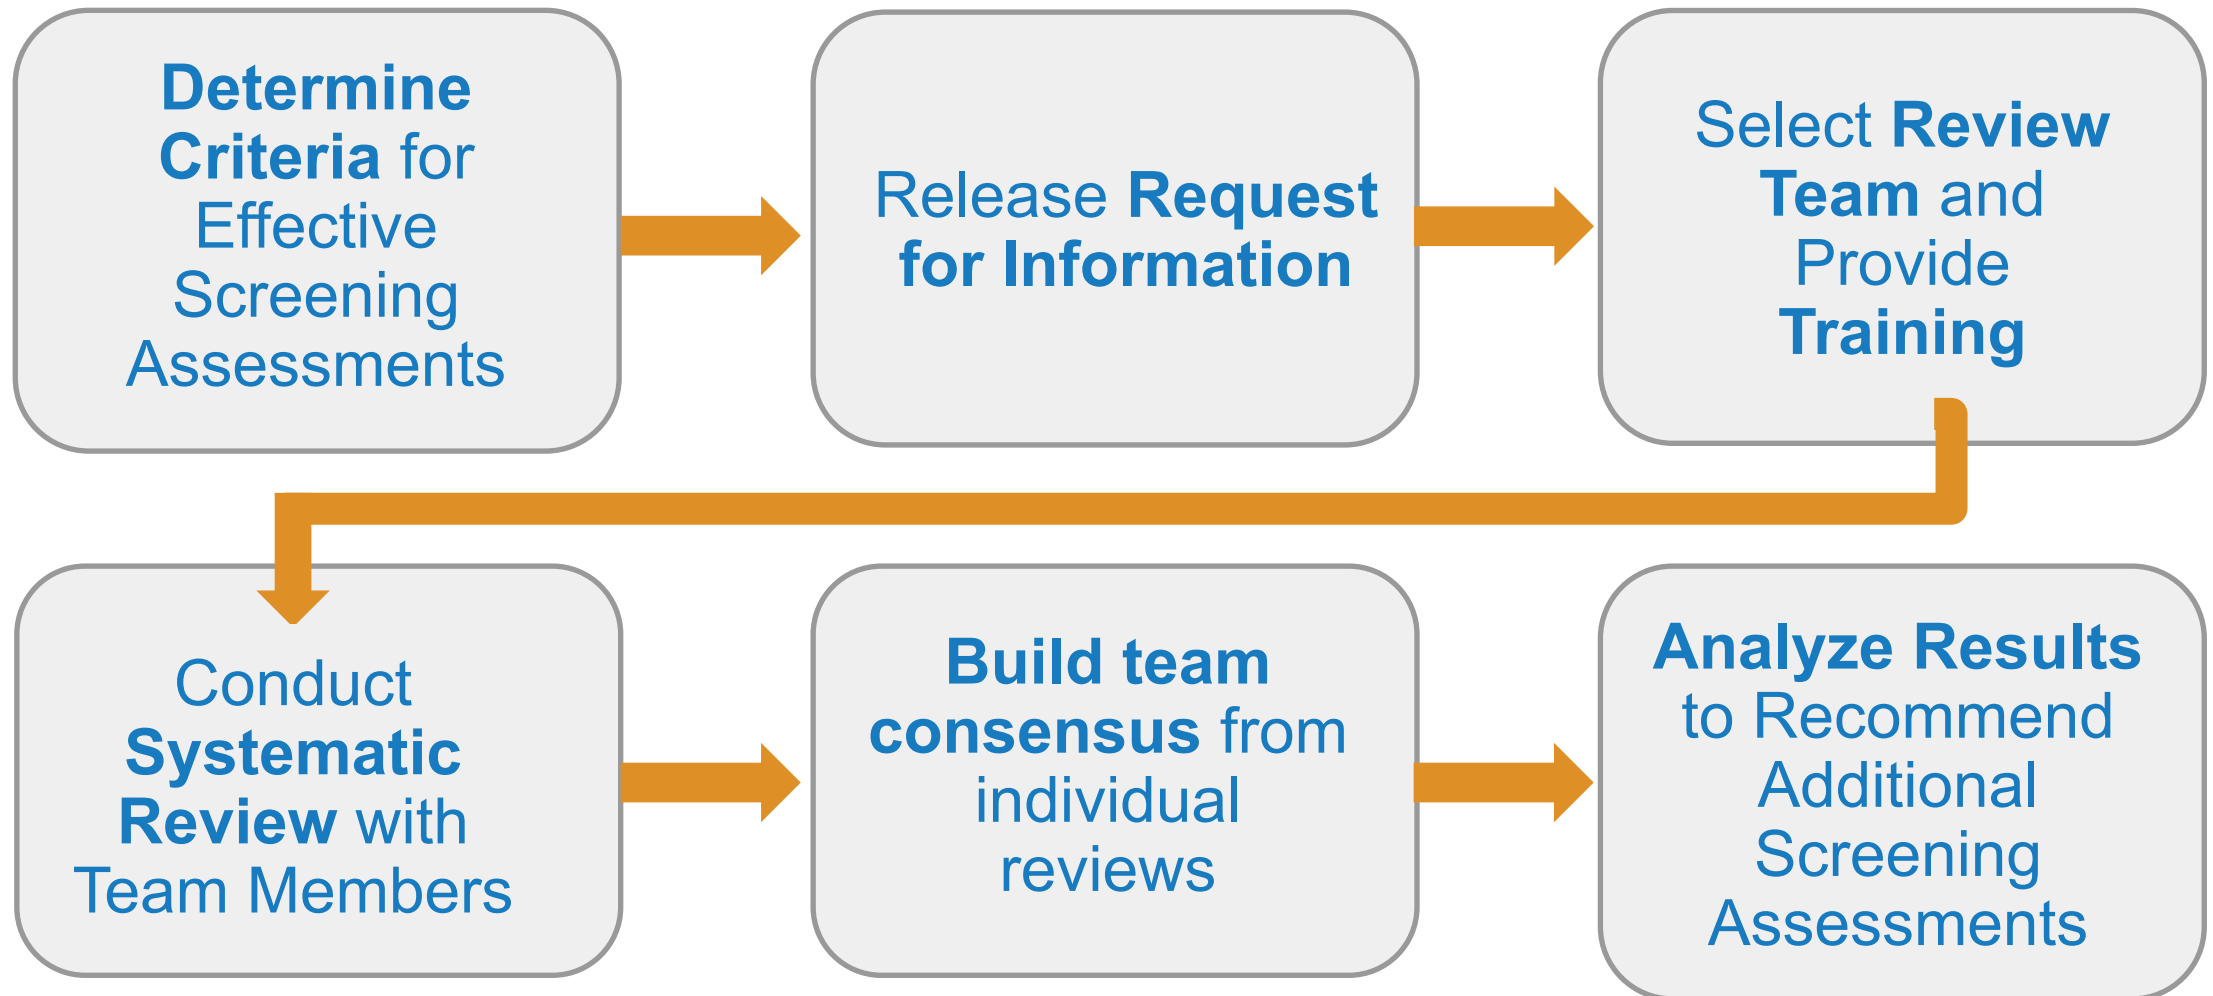 Determine
Criteria for
Effective
Screening
Assessments
Release Request
for Information
Select Review
Team and
Provide
Training
Conduct
Systematic
Review with
Team Members
Build team
consensus from
individual
reviews
Analyze Results
to Recommend
Additional
Screening
Assessments